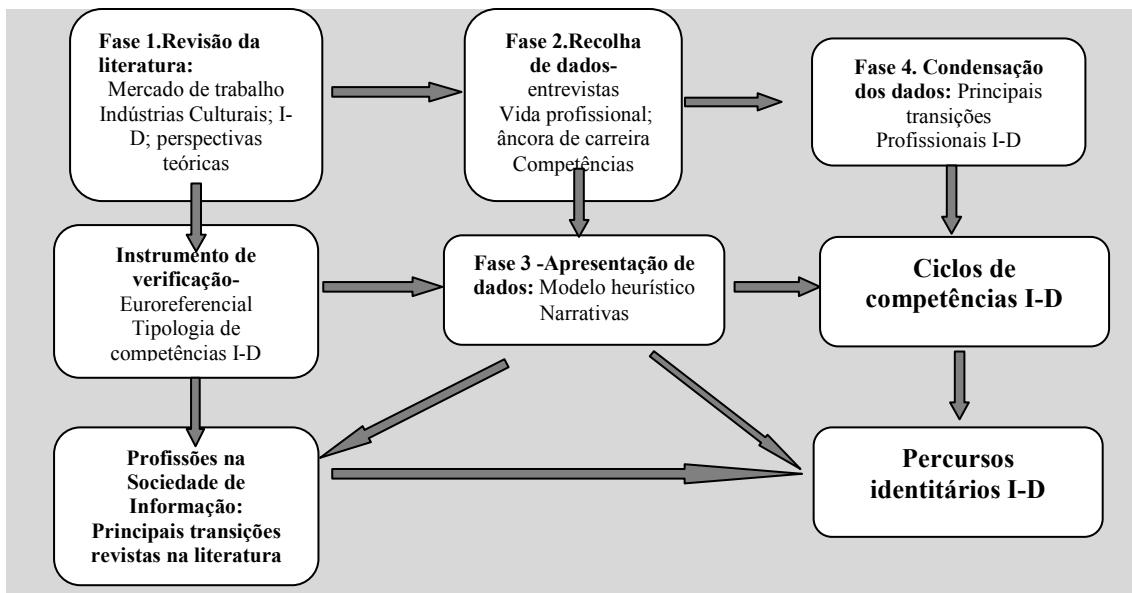 Fase 1.Revisão da
literatura:
Mercado de trabalho
Indústrias Culturais; I-
D; perspectivas
teóricas
Fase 2.Recolha
de dados-
entrevistas
Vida profissional;
âncora de carreira
Competências
Fase 4. Condensação
dos dados: Principais
transições
Profissionais I-D
Instrumento de
verificação-
Euroreferencial
Tipologia de
competências I-D
Fase 3 -Apresentação de
dados: Modelo heurístico
Narrativas
Ciclos de
competências I-D
Profissões na
Sociedade de
Informação:
Principais transições
revistas na literatura
Percursos
identitários I-D